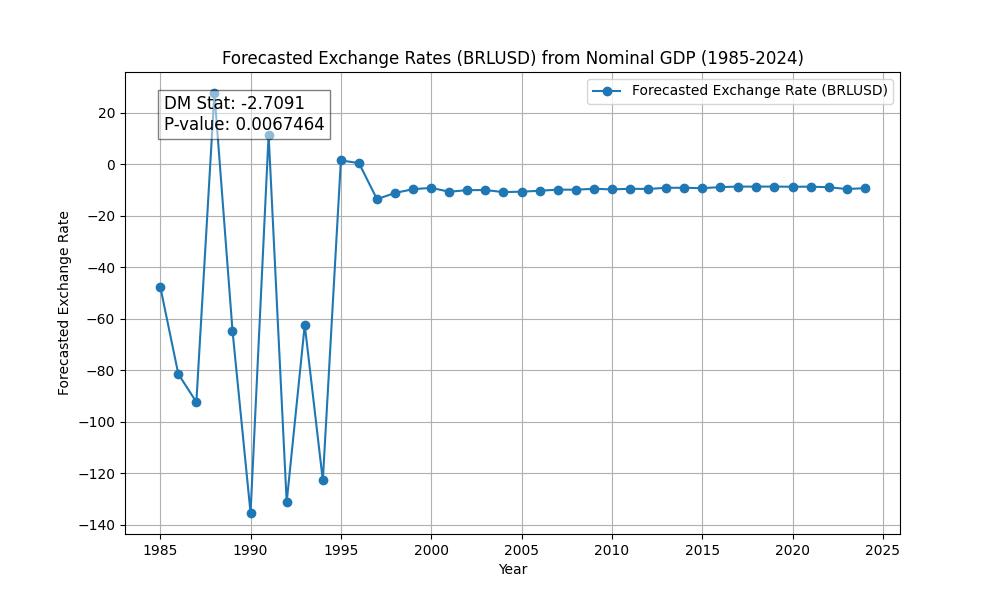 Forecasted Exchange Rates (BRLUSD) from Nominal GDP (1985-2024)
DM Stat: -2.7091
P-value: 0.0067464
Forecasted Exchange Rate (BRLUSD)
Forecasted Exchange Rate
20
0
−20
−40
−60
−80
−100
−120
−140
1985 1990 1995 2000 2005 2010 2015 2020 2025
Year